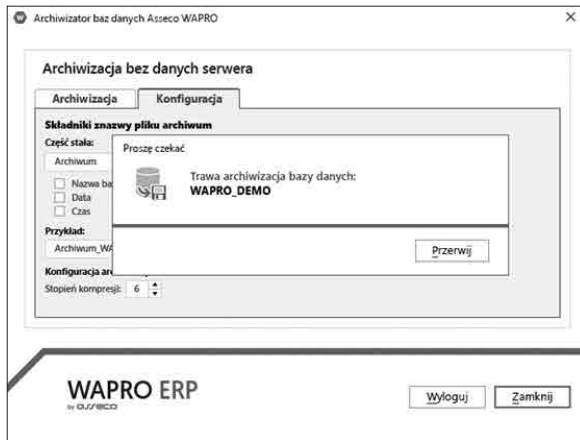 Archiwizator baz danych Asseco WAPRO
Archiwizacja bez danych serwera
Archiwizacja
Konfiguracja
Składniki znazwy pliku archiwum
Część stała:
Archiwum
Nazwa ba
Data
Czas
Przykład:
Archiwum_WA
Konfiguracja ar
Stopień kompresji: 6
Proszę czekać
Trawa archiwizacja bazy danych:
WAPRO_DEMO
Przerwij
WAPRO ERP
by asseco
Wyloguj
Zamknij